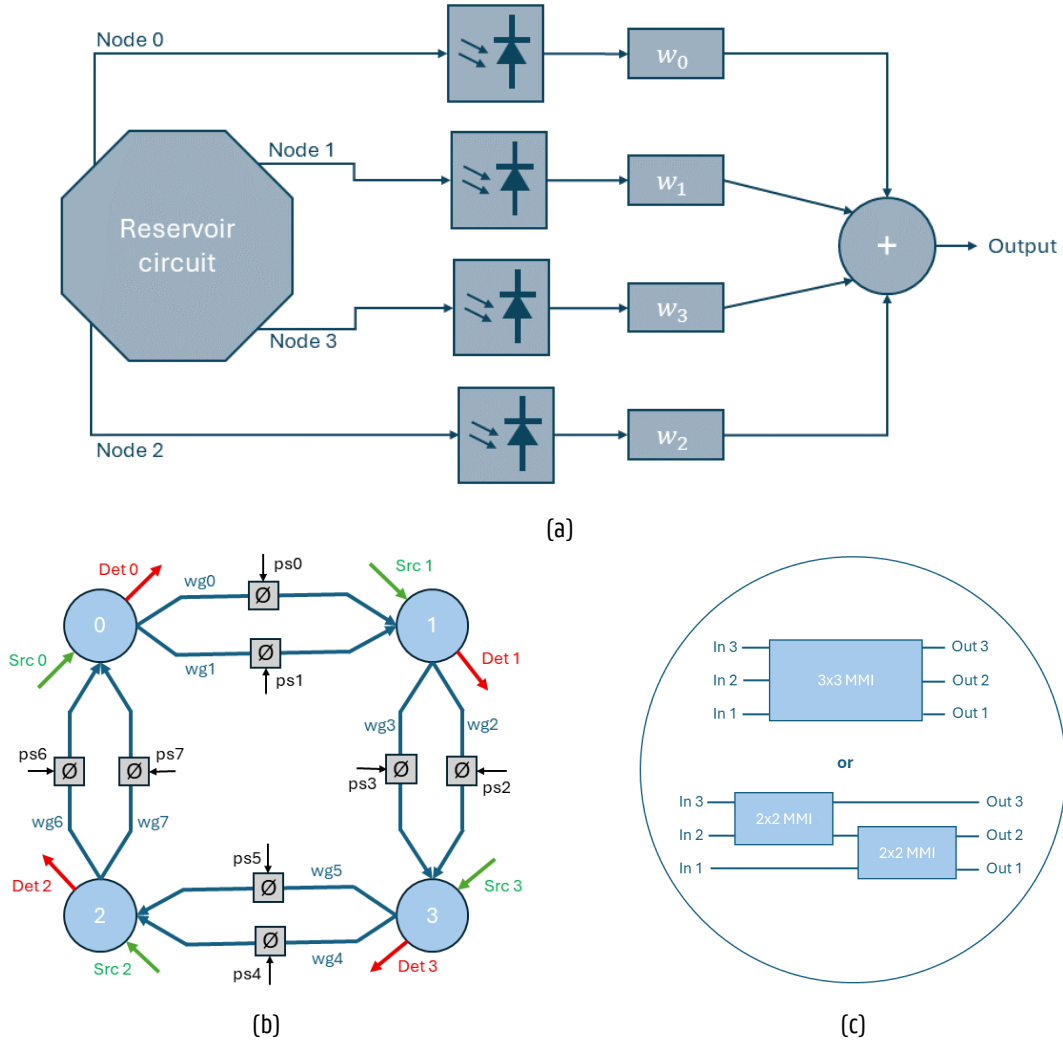 Node 0
w0
Node 1
w1
Reservoir
circuit
+
Output
w3
Node 3
w2
Node 2
(a)
Det 0
wg0
ps0
Src 1
0
Ø
1
Src 0
wg1
Ø
ps1
Det 1
wg3
wg2
ps6
ps7
Ø
Ø
Ø
Ø
ps3
ps2
wg6
wg7
ps5
Det 2
Ø
wg5
Src 3
2
3
Src 2
Ø
wg4
ps4
Det 3
(b)
In 3
Out 3
In 2
3x3 MMI
Out 2
In 1
Out 1
or
In 3
Out 3
2x2 MMI
In 2
Out 2
2x2 MMI
In 1
Out 1
(c)